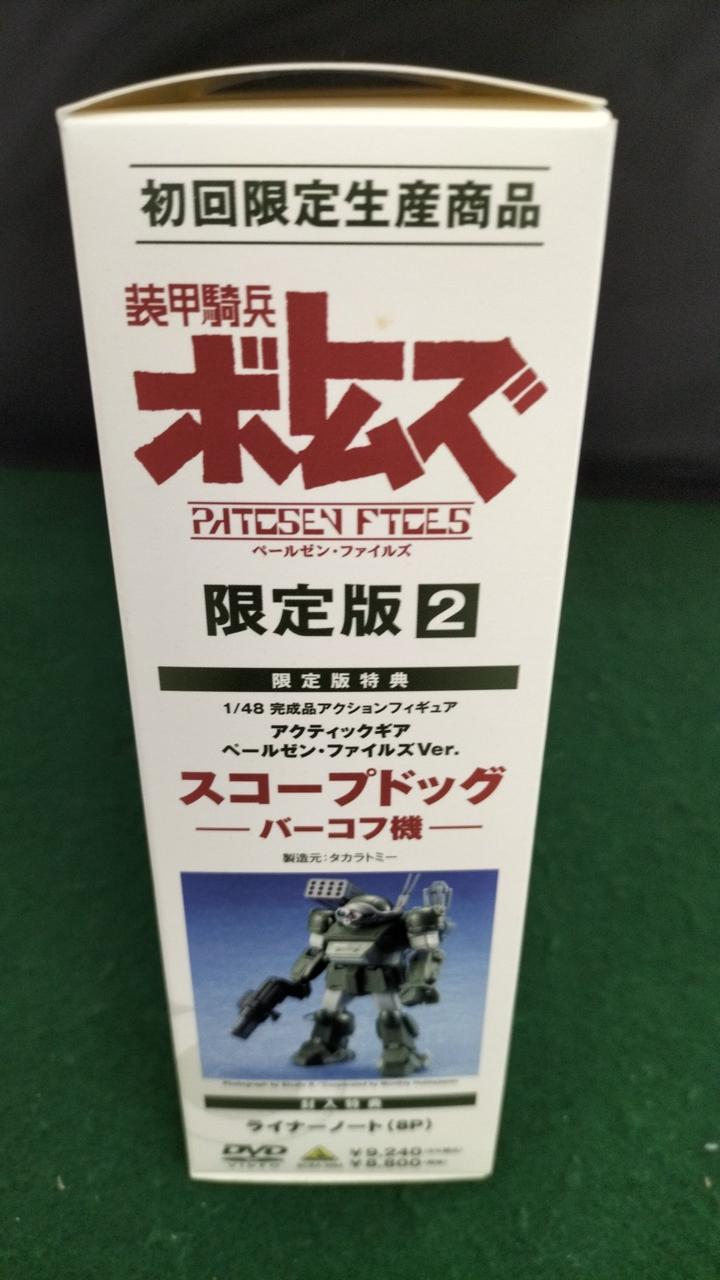 初回限定生産商品
装甲騎兵
ボトムズ
PAILSEN FILES
ペールゼン・ファイルズ
限定版 2
限定版特典
1/48 完成品アクションフィギュア
アクティックギア
ペールゼン・ファイルズVer.
スコープドッグ
バーコフ機
製造元:タカラトミー
封入特典
ライナーノート(8P)
DVD
VIDEO
¥9,240
¥8,800